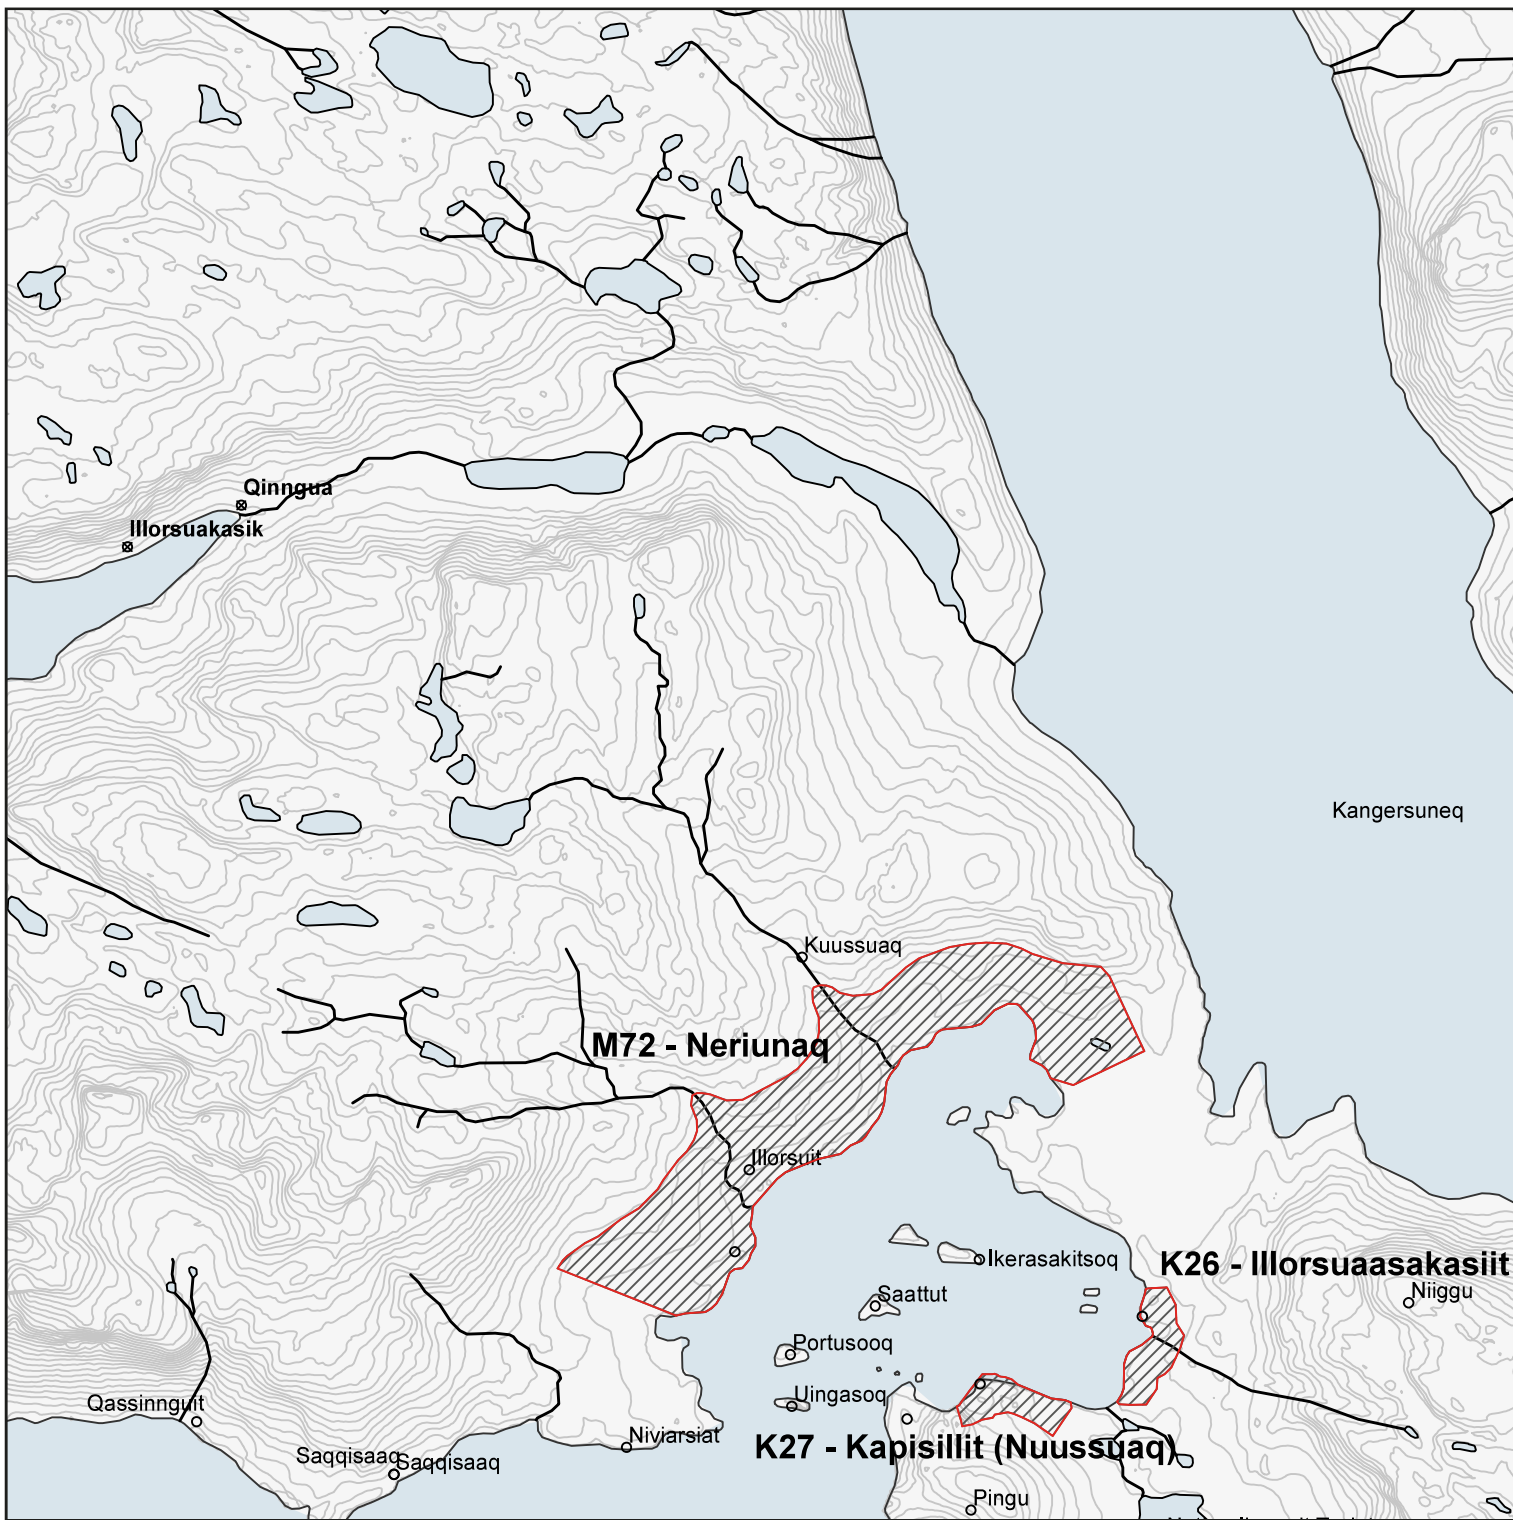 Qinngua
Illorsuakasik
Kangersuneq
Kuussuaq
M72 - Neriunaq
Illorsuit
Ikerasakitsoq
K26 - Illorsuaasakasiit
Niiggu
Saattut
Portusooq
Uingasoq
Qassinnguit
Niviarsiat
K27 - Kapisillit (Nuussuaq)
Saqqisaaq
Saqqisaaq
Pingu